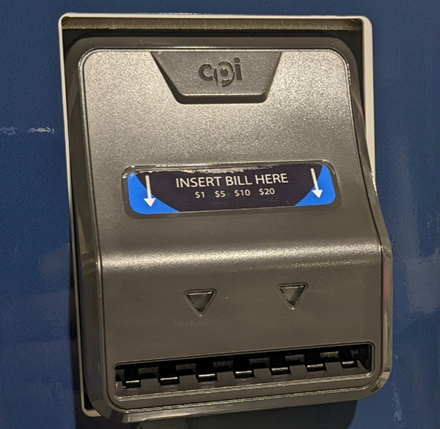 cpi
INSERT BILL HERE
$1 $5 $10 $20